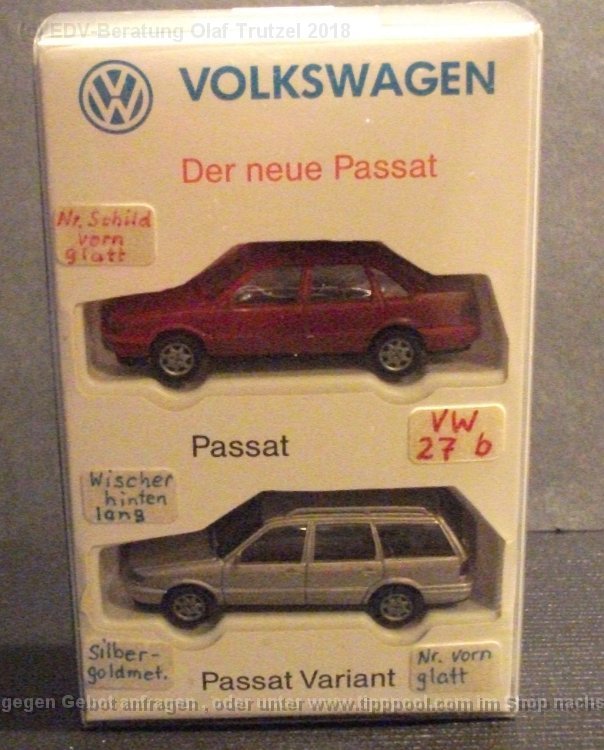 (c) EDV-Beratung Olaf Trutzel 2018
VOLKSWAGEN
Der neue Passat
Nr. Schild
vorn
glatt
Passat
VW
27 b
Wischer
hinten
lang
Silber-
goldmet.
Passat Variant
Nr. vorn
glatt
gegen Gebot anfragen , oder unter www.tipppool.com im Shop nachs